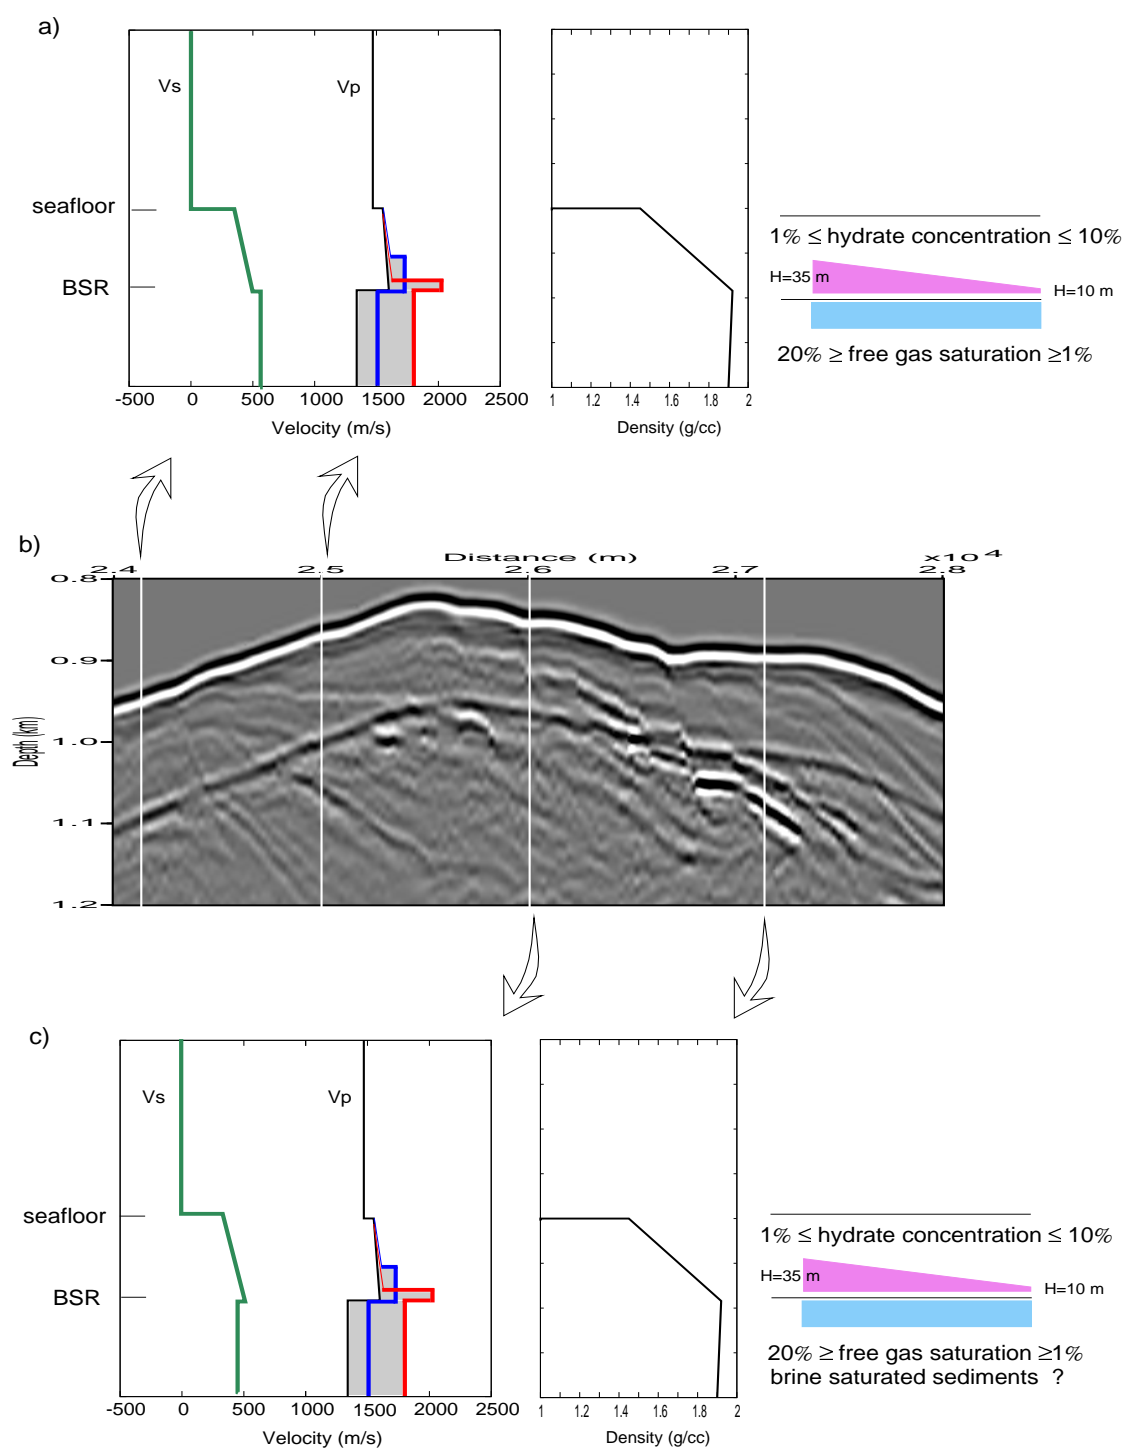 a)
Vs
Vp
seafloor
BSR
-500 0 500 1000 1500 2000 2500
Velocity (m/s)
1 1.2 1.4 1.6 1.8 2
Density (g/cc)
1% ≤ hydrate concentration ≤ 10%
H=35 m
H=10 m
20% ≥ free gas saturation ≥1%
b)
Distance (m)
x10 4
2.4 2.5 2.6 2.7 2.8
0.8
0.9
1.0
1.1
1.2
Depth (km)
c)
Vs
Vp
seafloor
BSR
-500 0 500 1000 1500 2000 2500
Velocity (m/s)
1 1.2 1.4 1.6 1.8 2
Density (g/cc)
1% ≤ hydrate concentration ≤ 10%
H=35 m
H=10 m
20% ≥ free gas saturation ≥1%
brine saturated sediments ?